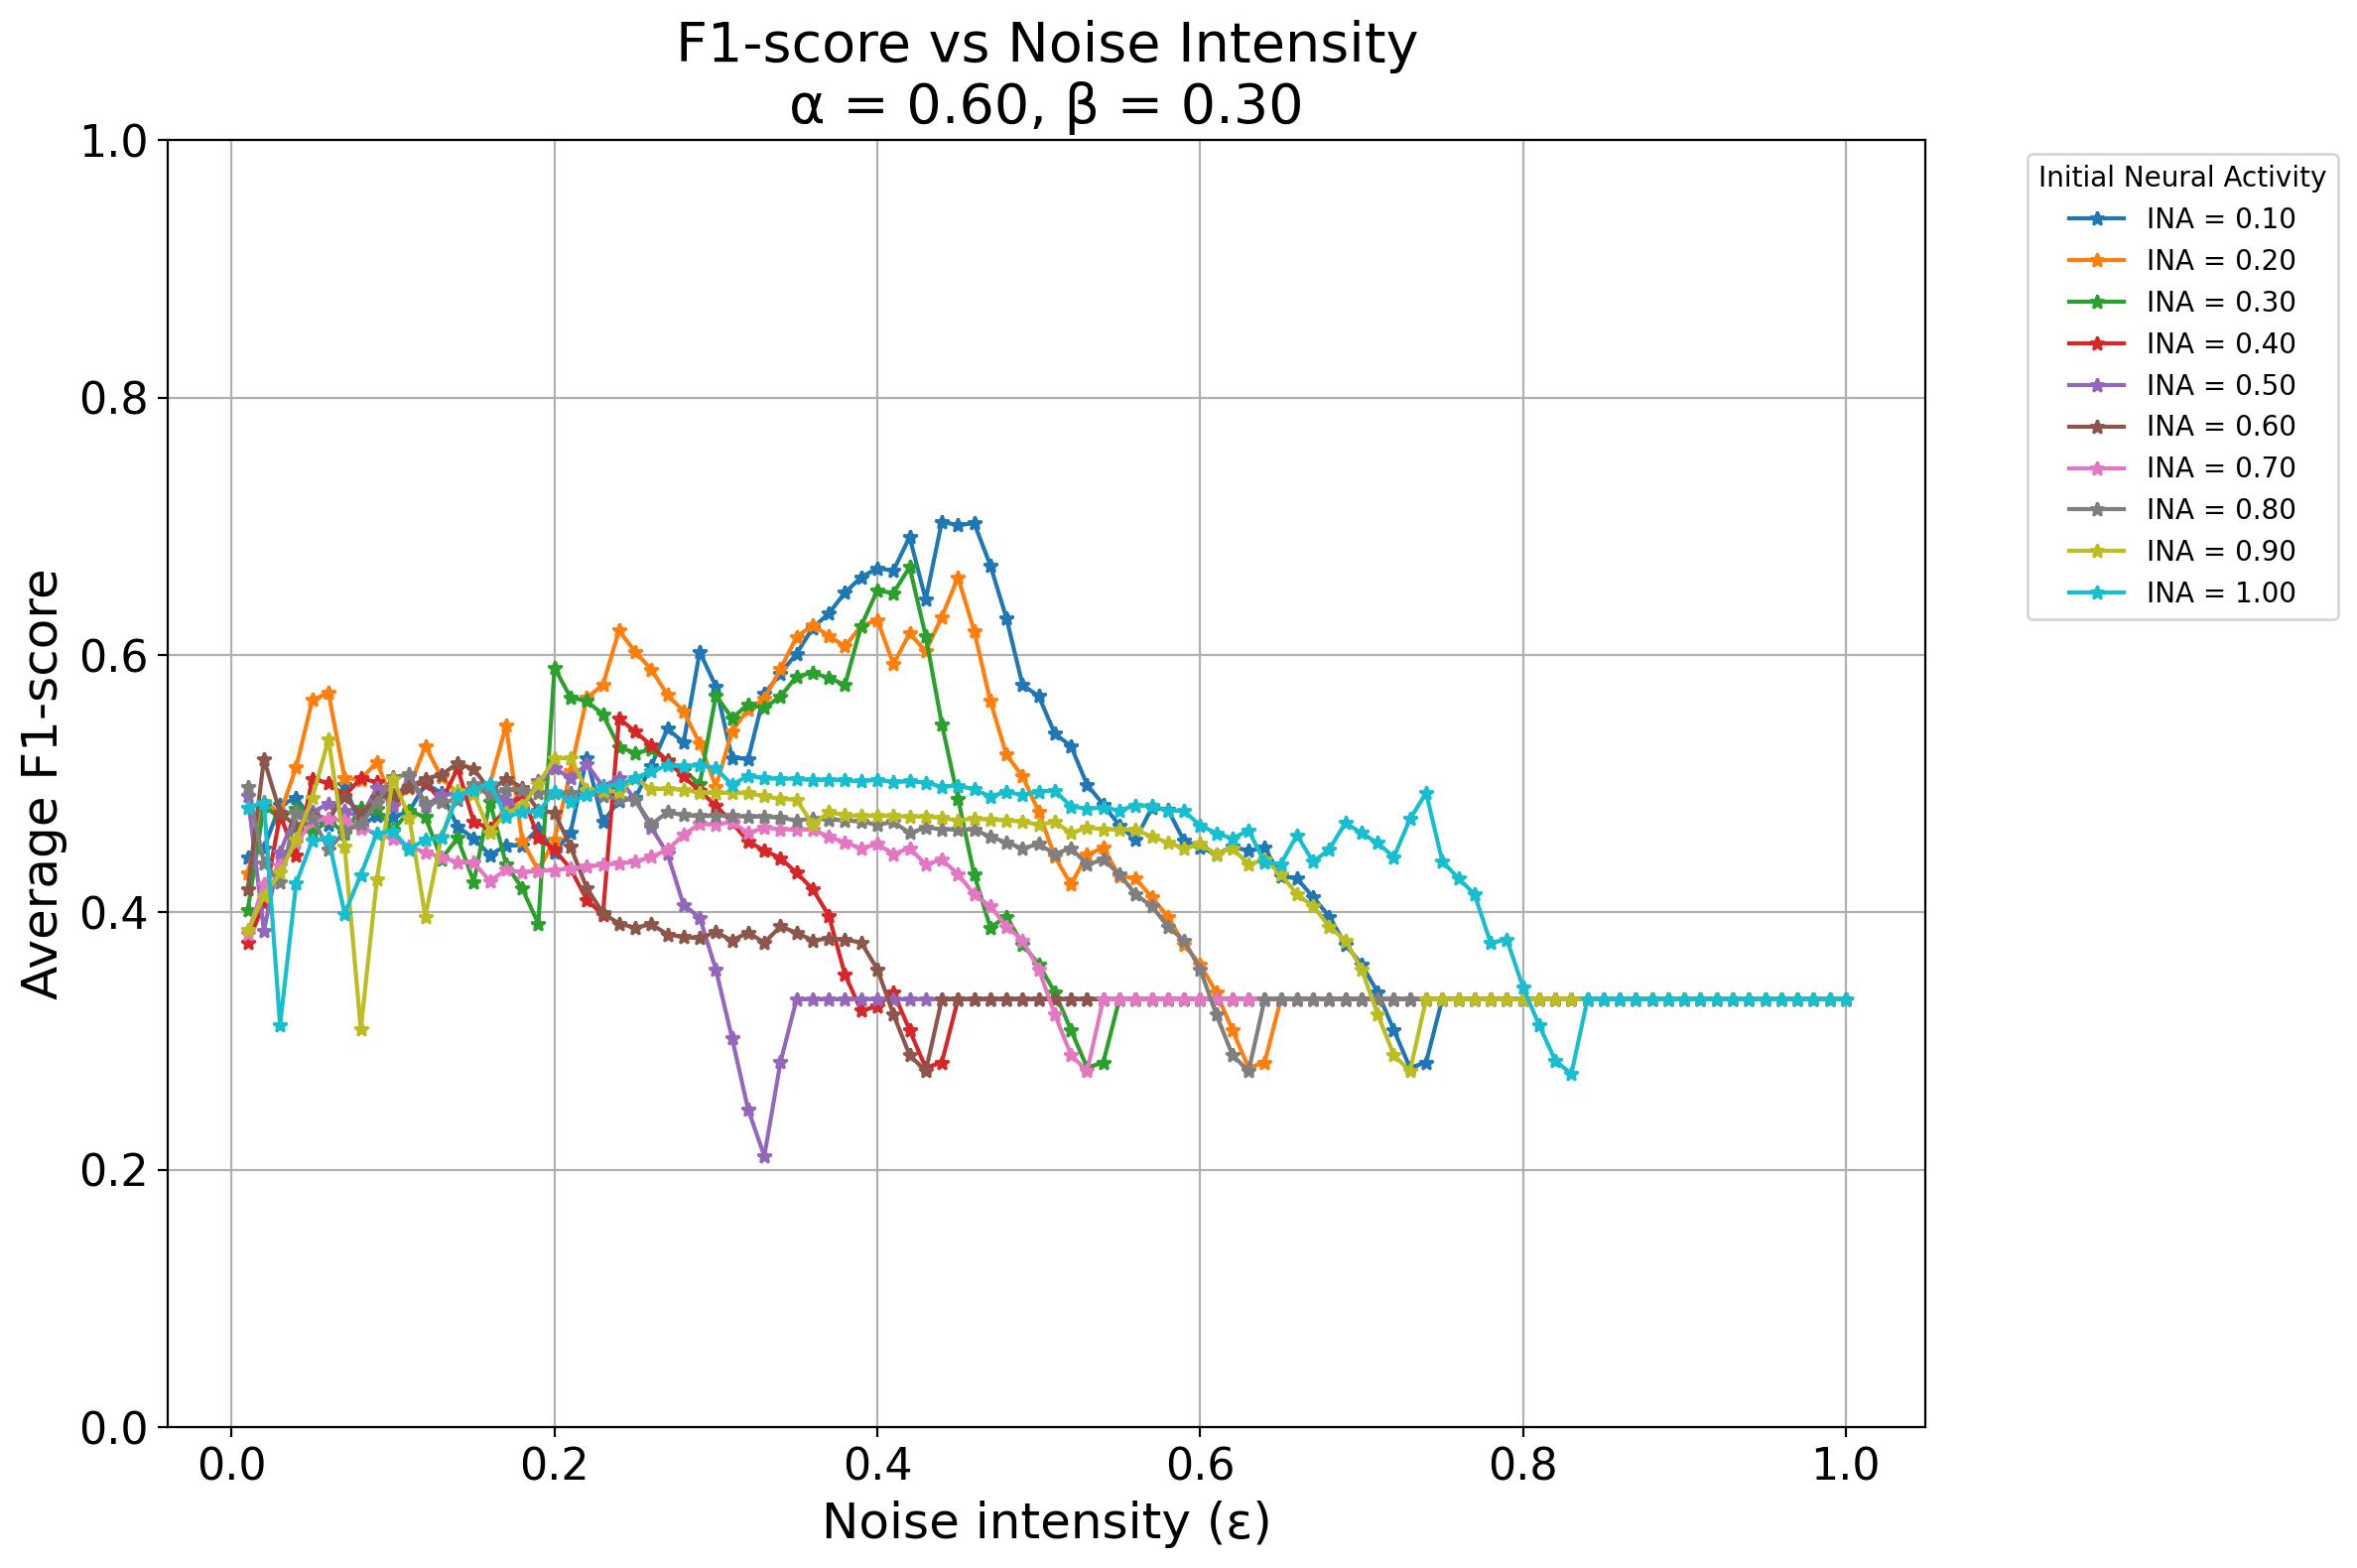 F1-score vs Noise Intensity
α = 0.60, β = 0.30
1.0
0.8
0.6
0.4
0.2
0.0
Average F1-score
0.0 0.2 0.4 0.6 0.8 1.0
Noise intensity (ε)
Initial Neural Activity
INA = 0.10
INA = 0.20
INA = 0.30
INA = 0.40
INA = 0.50
INA = 0.60
INA = 0.70
INA = 0.80
INA = 0.90
INA = 1.00